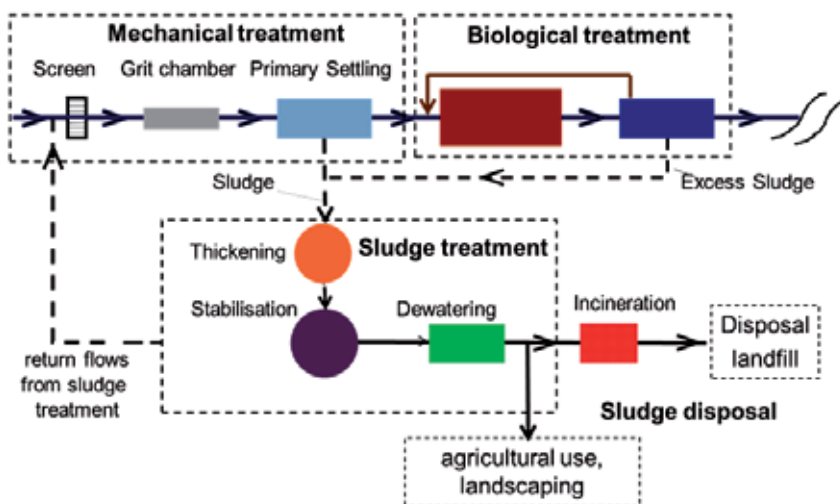 Mechanical treatment
Biological treatment
Screen
Grit chamber
Primary Settling
Sludge
Excess Sludge
Thickening
Sludge treatment
Stabilisation
Dewatering
Incineration
Disposal
landfill
return flows
from sludge
treatment
Sludge disposal
agricultural use,
landscaping